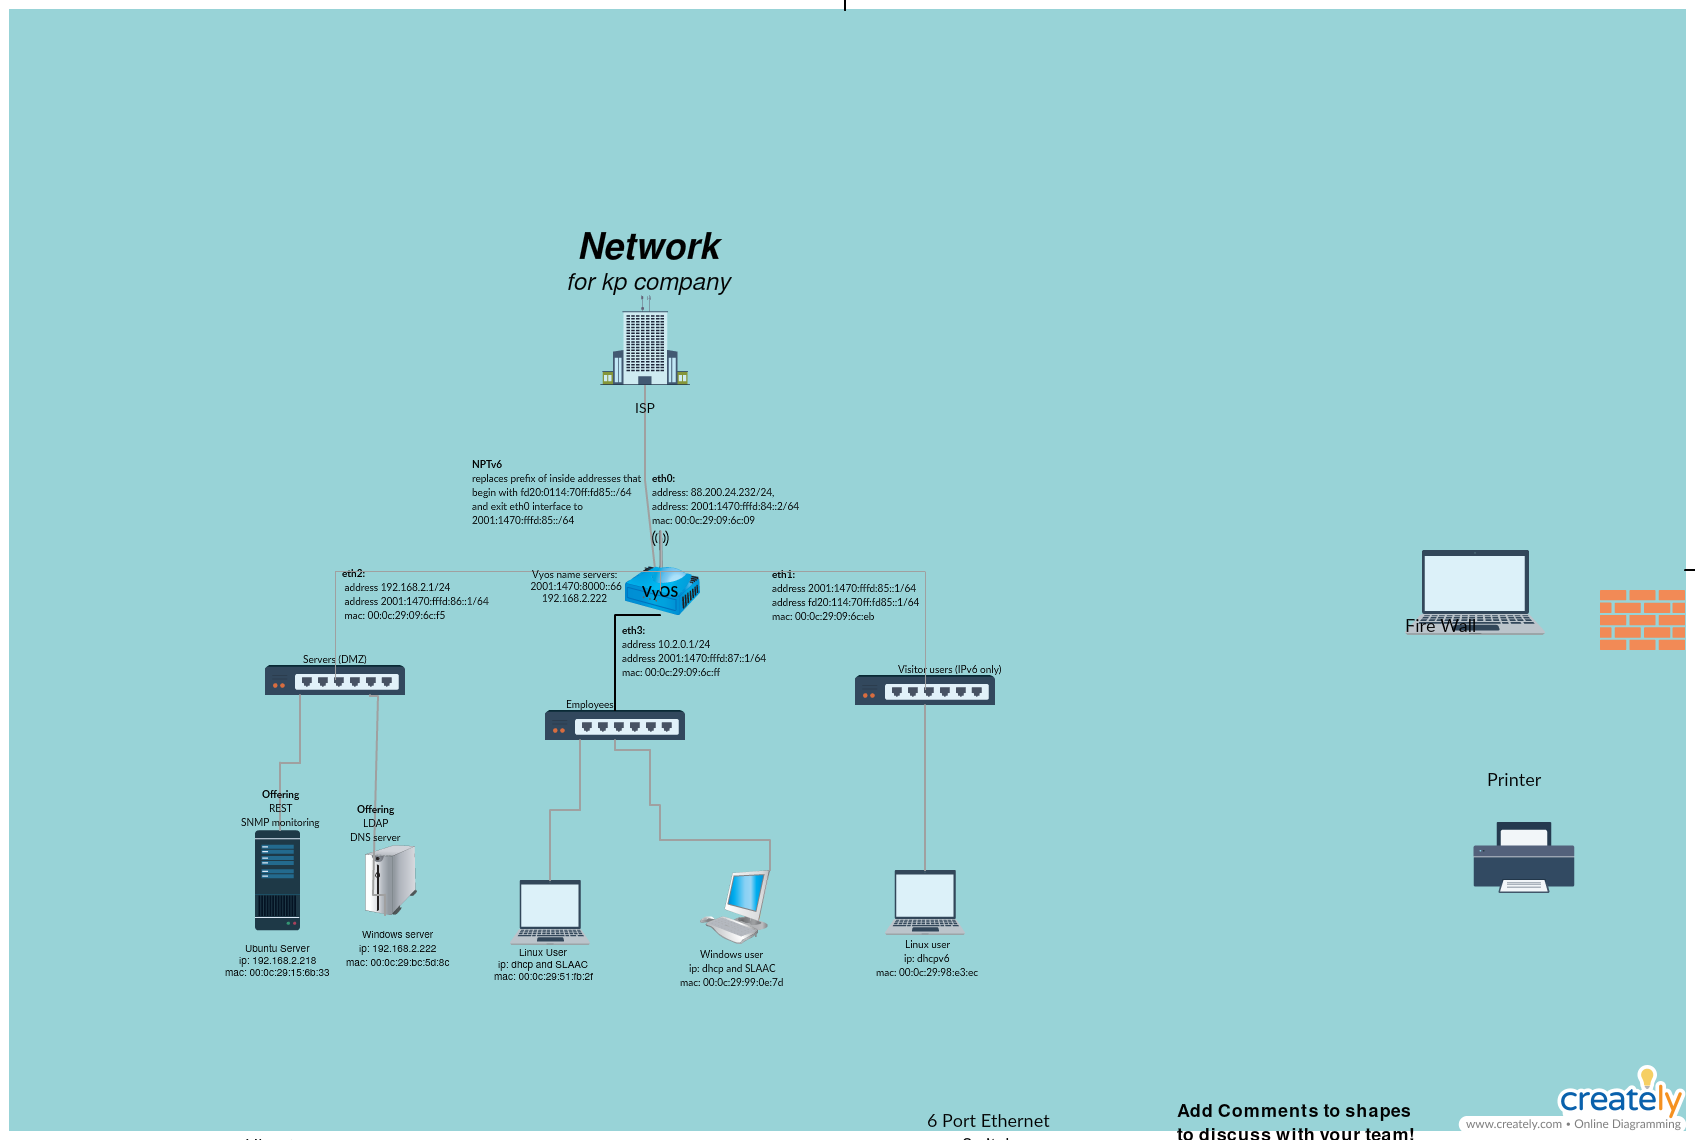 Network
for kp company
ISP
NPTv6
replaces prefix of inside addresses that
begin with fd20:0114:70ff:fd85::/64
and exit eth0 interface to
2001:1470:fffd:85::/64
eth0:
address: 88.200.24.232/24,
address: 2001:1470:fffd:84::2/64
mac: 00:0c:29:09:6c:09
eth2:
address 192.168.2.1/24
address 2001:1470:fffd:86::1/64
mac: 00:0c:29:09:6c:f5
Vyos name servers:
2001:1470:8000::66
192.168.2.222
VyOS
eth1:
address 2001:1470:fffd:85::1/64
address fd20:114:70ff:fd85::1/64
mac: 00:0c:29:09:6c:eb
eth3:
address 10.2.0.1/24
address 2001:1470:fffd:87::1/64
mac: 00:0c:29:09:6c:ff
Fire Wall
Servers (DMZ)
Visitor users (IPv6 only)
Employees
Printer
Offering
REST
SNMP monitoring
Offering
LDAP
DNS server
Ubuntu Server
ip: 192.168.2.218
mac: 00:0c:29:15:6b:33
Windows server
ip: 192.168.2.222
mac: 00:0c:29:bc:5d:8c
Linux User
ip: dhcp and SLAAC
mac: 00:0c:29:51:fb:2f
Windows user
ip: dhcp and SLAAC
mac: 00:0c:29:99:0e:7d
Linux user
ip: dhcpv6
mac: 00:0c:29:98:e3:ec
6 Port Ethernet
Add Comments to shapes
to discuss with your team!
creately
www.creately.com • Online Diagramming